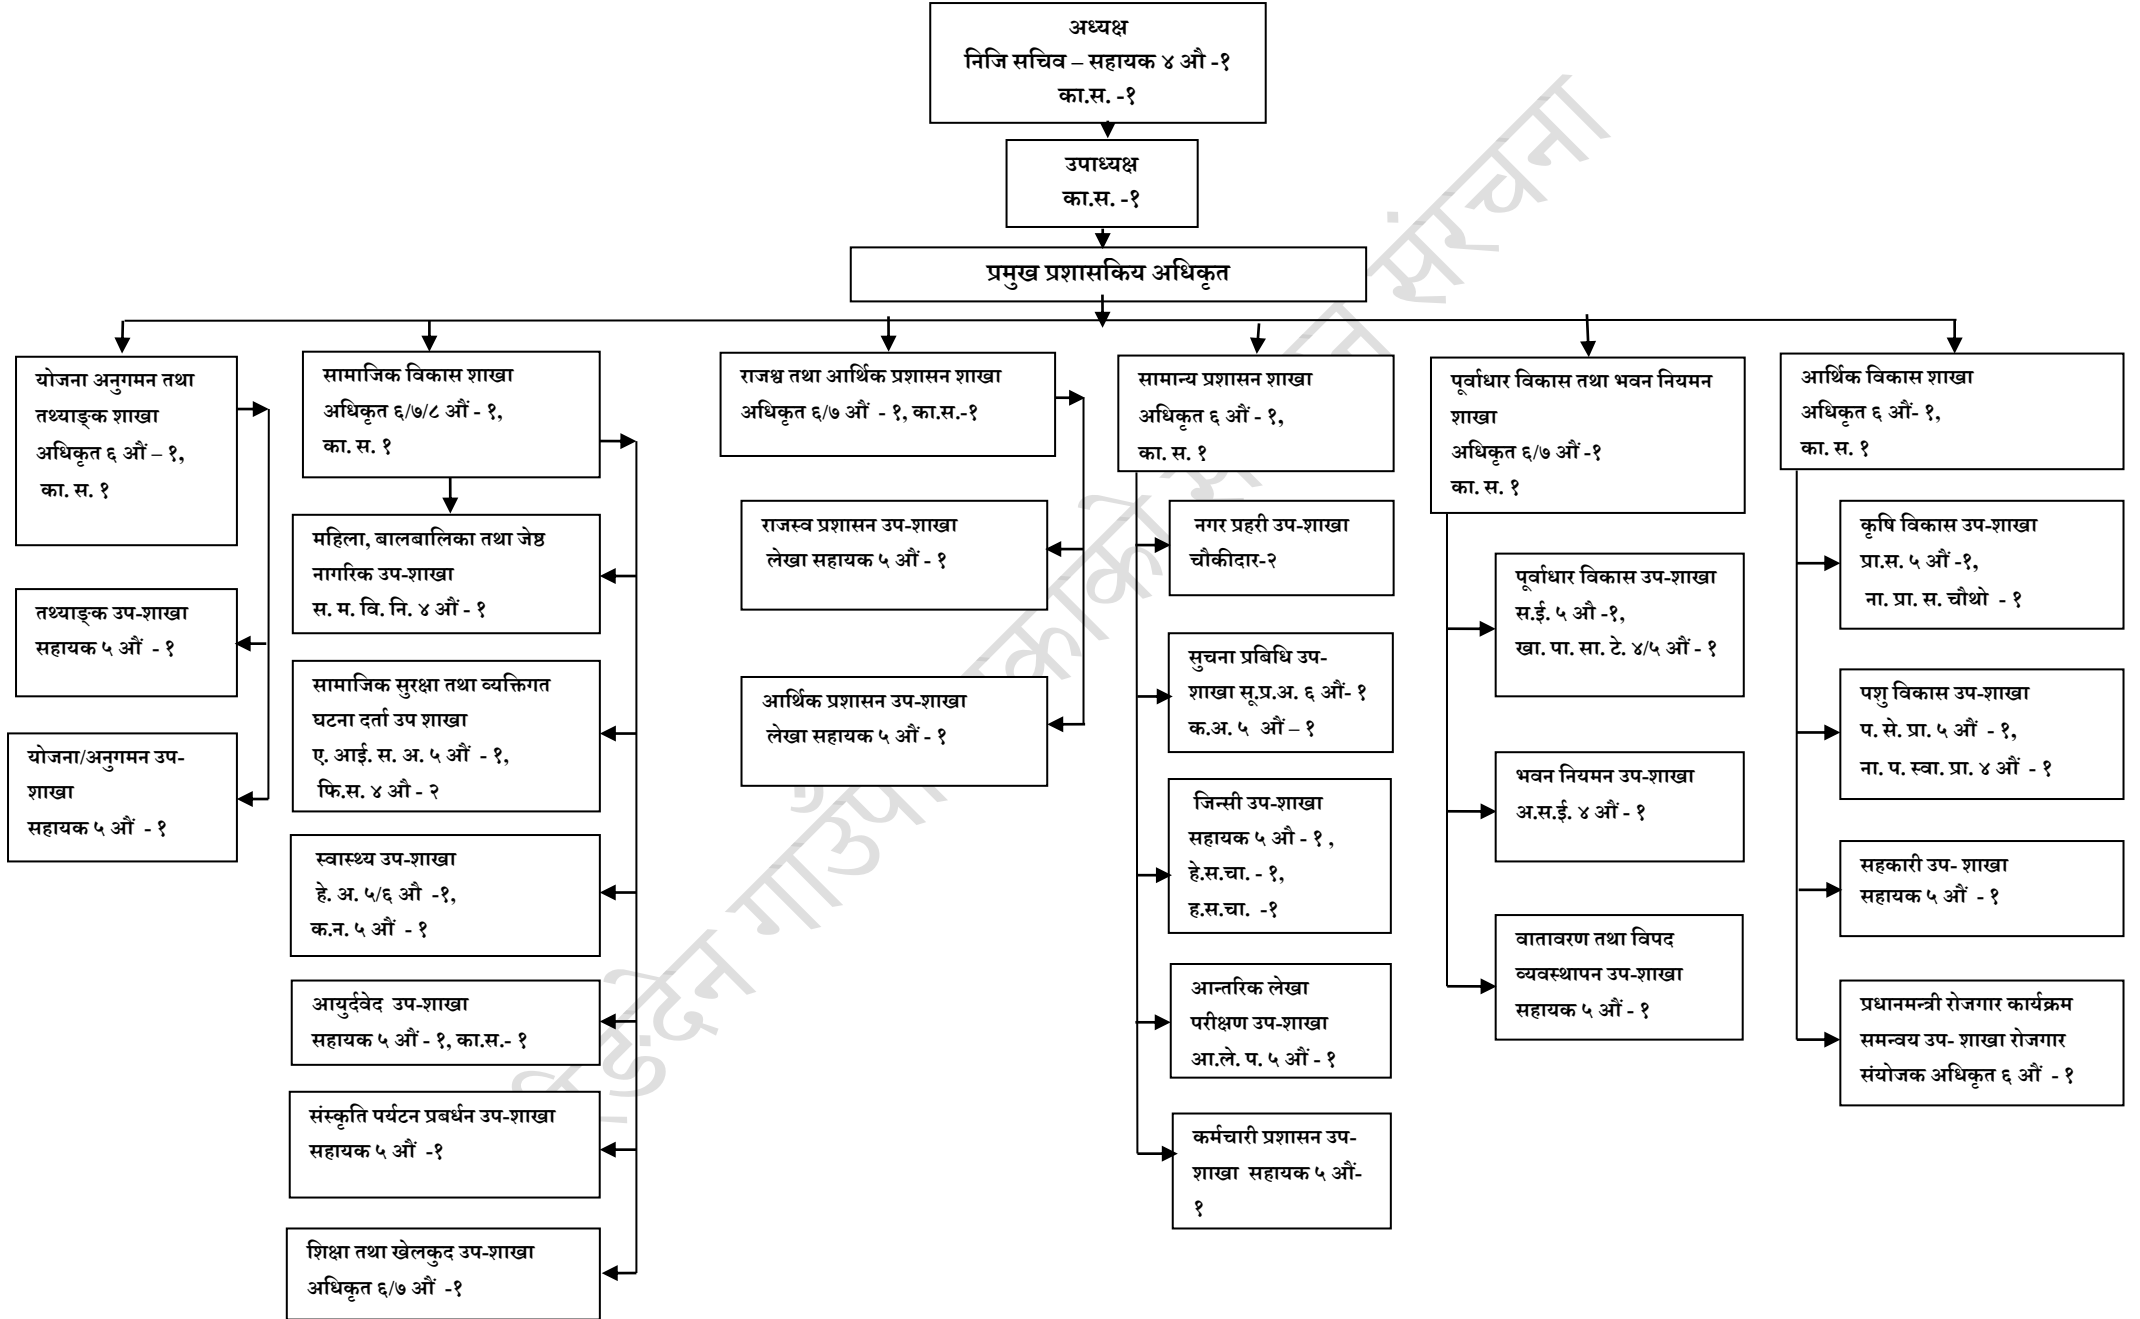 अध्यक्ष
निजि सचिव – सहायक ४ औ -१
का.स. -१
उपाध्यक्ष
का.स. -१
प्रमुख प्रशासकिय अधिकृत
योजना अनुगमन तथा
तथ्याङ्क शाखा
अधिकृत ६ औं – १,
का. स. १
तथ्याङ्क उप-शाखा
सहायक ५ औं - १
योजना/अनुगमन उप-
शाखा
सहायक ५ औं - १
सामाजिक विकास शाखा
अधिकृत ६/७/८ औं - १,
का. स. १
महिला, बालबालिका तथा जेष्ठ
नागरिक उप-शाखा
स. म. वि. नि. ४ औं - १
सामाजिक सुरक्षा तथा व्यक्तिगत
घटना दर्ता उप शाखा
ए. आई. स. अ. ५ औं - १,
फि.स. ४ औ - २
स्वास्थ्य उप-शाखा
हे. अ. ५/६ औ -१,
क.न. ५ औं - १
आयुर्दवेद उप-शाखा
सहायक ५ औं - १, का.स.- १
संस्कृति पर्यटन प्रबर्धन उप-शाखा
सहायक ५ औं -१
शिक्षा तथा खेलकुद उप-शाखा
अधिकृत ६/७ औं -१
राजश्व तथा आर्थिक प्रशासन शाखा
अधिकृत ६/७ औं - १, का.स.-१
राजस्व प्रशासन उप-शाखा
लेखा सहायक ५ औं - १
आर्थिक प्रशासन उप-शाखा
लेखा सहायक ५ औं - १
सामान्य प्रशासन शाखा
अधिकृत ६ औं - १,
का. स. १
नगर प्रहरी उप-शाखा
चौकीदार-२
सुचना प्रबिधि उप-
शाखा सू.प्र.अ. ६ औं- १
क.अ. ५ औं – १
जिन्सी उप-शाखा
सहायक ५ औ - १ ,
हे.स.चा. - १,
ह.स.चा. -१
आन्तरिक लेखा
परीक्षण उप-शाखा
आ.ले. प. ५ औं - १
कर्मचारी प्रशासन उप-
शाखा सहायक ५ औं-
१
पूर्वाधार विकास तथा भवन नियमन
शाखा
अधिकृत ६/७ औं -१
का. स. १
पूर्वाधार विकास उप-शाखा
स.ई. ५ औ -१,
खा. पा. सा. टे. ४/५ औं - १
भवन नियमन उप-शाखा
अ.स.ई. ४ औं - १
वातावरण तथा विपद
व्यवस्थापन उप-शाखा
सहायक ५ औं - १
आर्थिक विकास शाखा
अधिकृत ६ औं- १,
का. स. १
कृषि विकास उप-शाखा
प्रा.स. ५ औं -१,
ना. प्रा. स. चौथो - १
पशु विकास उप-शाखा
प. से. प्रा. ५ औं - १,
ना. प. स्वा. प्रा. ४ औं - १
सहकारी उप- शाखा
सहायक ५ औं - १
प्रधानमन्त्री रोजगार कार्यक्रम
समन्वय उप- शाखा रोजगार
संयोजक अधिकृत ६ औं - १
संरचना